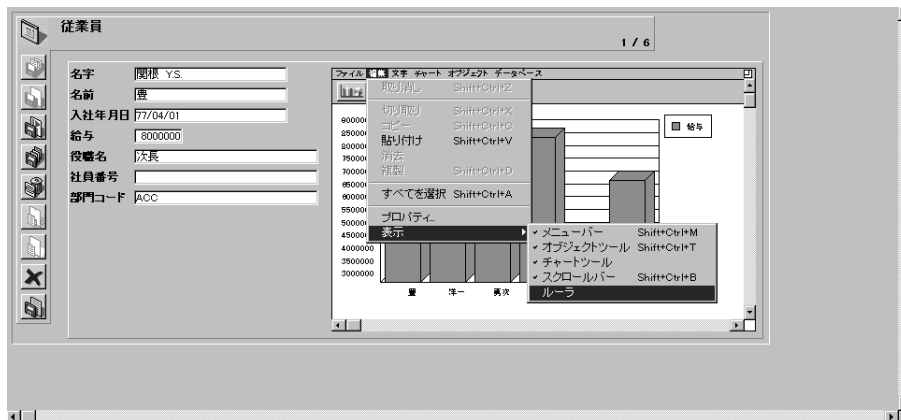 従業員
1 / 6
名字 関根 Y.S.
名前 豊
入社年月日 77/04/01
給与 8000000
役職名 次長
社員番号
部門コード ACC
ファイル 編集 文字 チャート オブジェクト データベース
取り消し Shift+Ctrl+Z
切り取り Shift+Ctrl+X
コピー Shift+Ctrl+C
貼り付け Shift+Ctrl+V
消去
複製 Shift+Ctrl+D
すべてを選択 Shift+Ctrl+A
プロパティ...
表示
メニューバー Shift+Ctrl+M
オブジェクトツール Shift+Ctrl+T
チャートツール
スクロールバー Shift+Ctrl+B
ルーラ
給与
4000000
3500000
3000000
豊 洋一 勇次